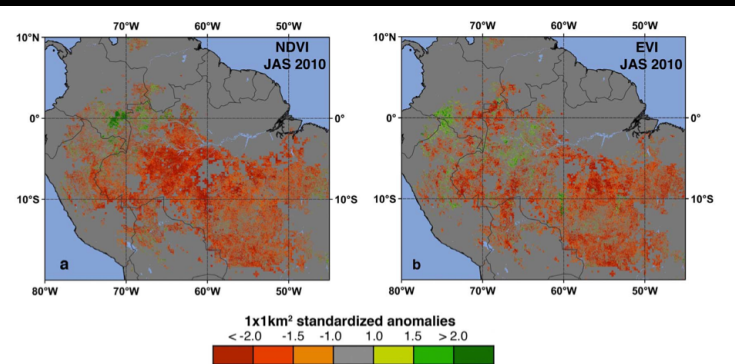 70°W 60°W 50°W
70°W 60°W 50°W
10°N NDVI
JAS 2010
10°N EVI
JAS 2010
0° 0°
0° 0°
10°S 10°S
10°S 10°S
a
b
80°W 70°W 60°W 50°W
80°W 70°W 60°W 50°W
1x1km² standardized anomalies
< -2.0 -1.5 -1.0 1.0 1.5 > 2.0